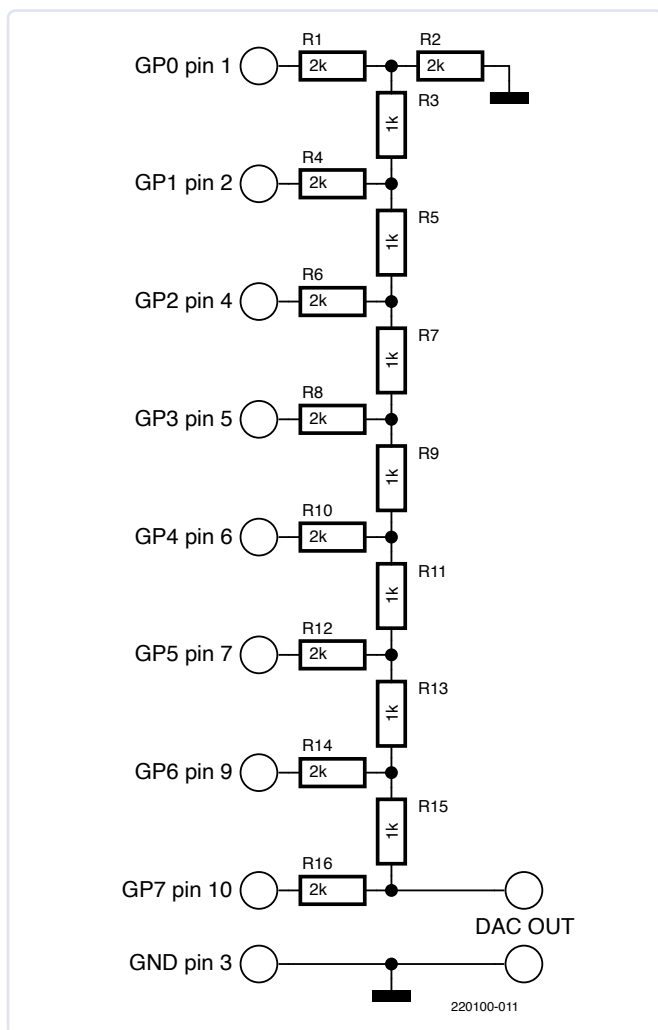 R1 R2
GP0 pin 1 2k 2k
R3
1k
R4
GP1 pin 2 2k
R5
1k
R6
GP2 pin 4 2k
R7
1k
R8
GP3 pin 5 2k
R9
1k
R10
GP4 pin 6 2k
R11
1k
R12
GP5 pin 7 2k
R13
1k
R14
GP6 pin 9 2k
R15
1k
R16
GP7 pin 10 2k
DAC OUT
GND pin 3
220100-011